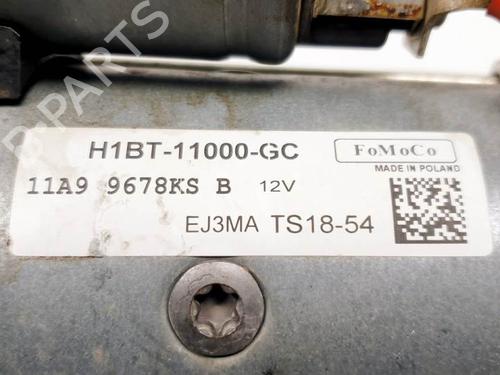 H1BT-11000-GC
FoMoCo
MADE IN POLAND
11A9 9678KS B 12V
EJ3MA TS18-54
B-PARTS